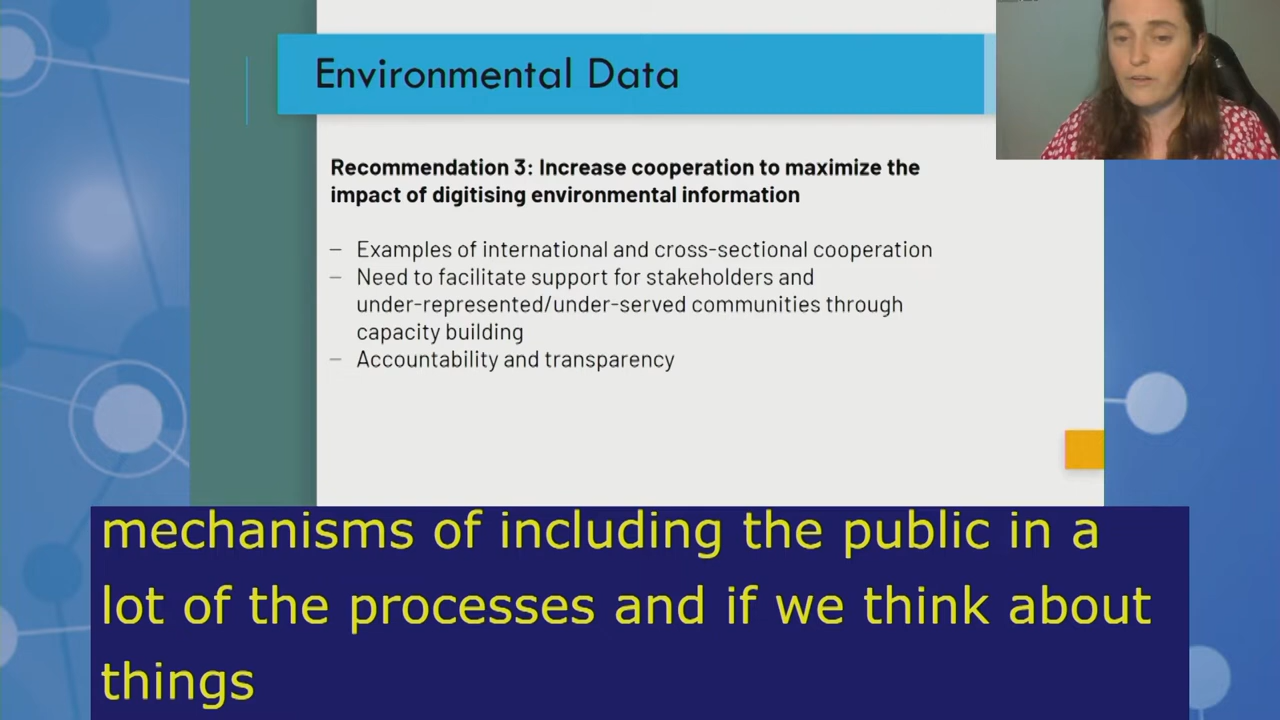 Environmental Data
Recommendation 3: Increase cooperation to maximize the
impact of digitising environmental information
– Examples of international and cross-sectional cooperation
– Need to facilitate support for stakeholders and
under-represented/under-served communities through
capacity building
– Accountability and transparency
mechanisms of including the public in a
lot of the processes and if we think about
things